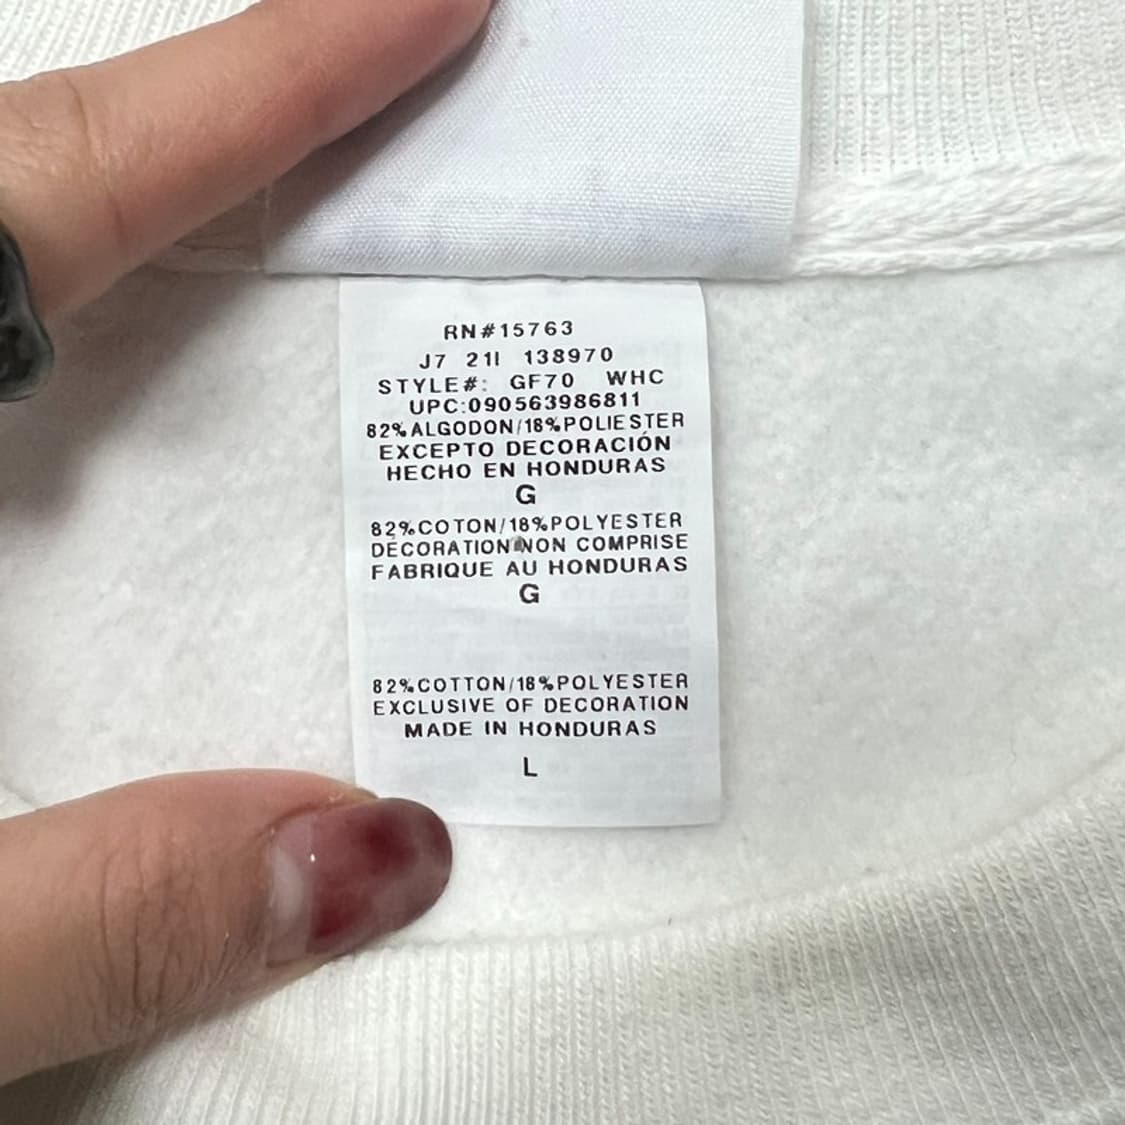 RN#15763
J7 21I 138970
STYLE#: GF70 WHC
UPC:090563986811
82%ALGODON/18%POLIESTER
EXCEPTO DECORACIÓN
HECHO EN HONDURAS
G
82%COTON/18%POLYESTER
DECORATION NON COMPRISE
FABRIQUE AU HONDURAS
G
82%COTTON/18%POLYESTER
EXCLUSIVE OF DECORATION
MADE IN HONDURAS
L